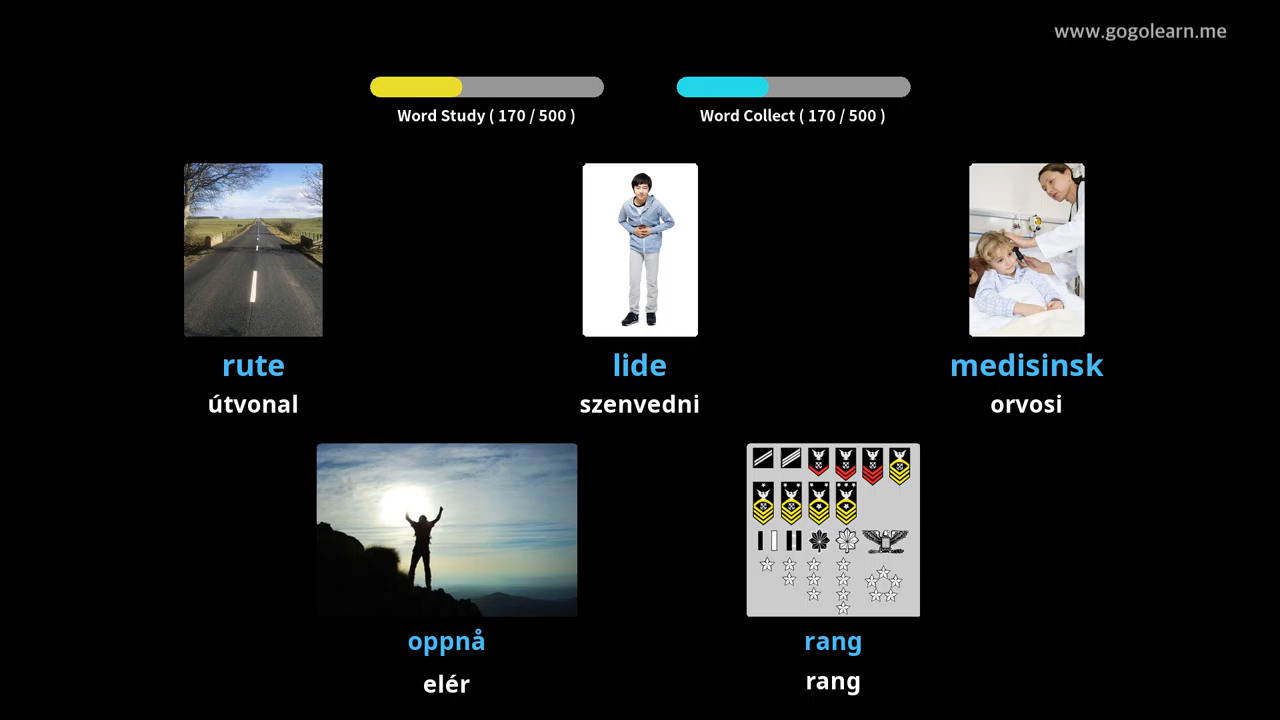 www.gogolearn.me
Word Study ( 170 / 500 )
Word Collect ( 170 / 500 )
rute
útvonal
lide
szenvedni
medisinsk
orvosi
oppnå
elér
rang
rang